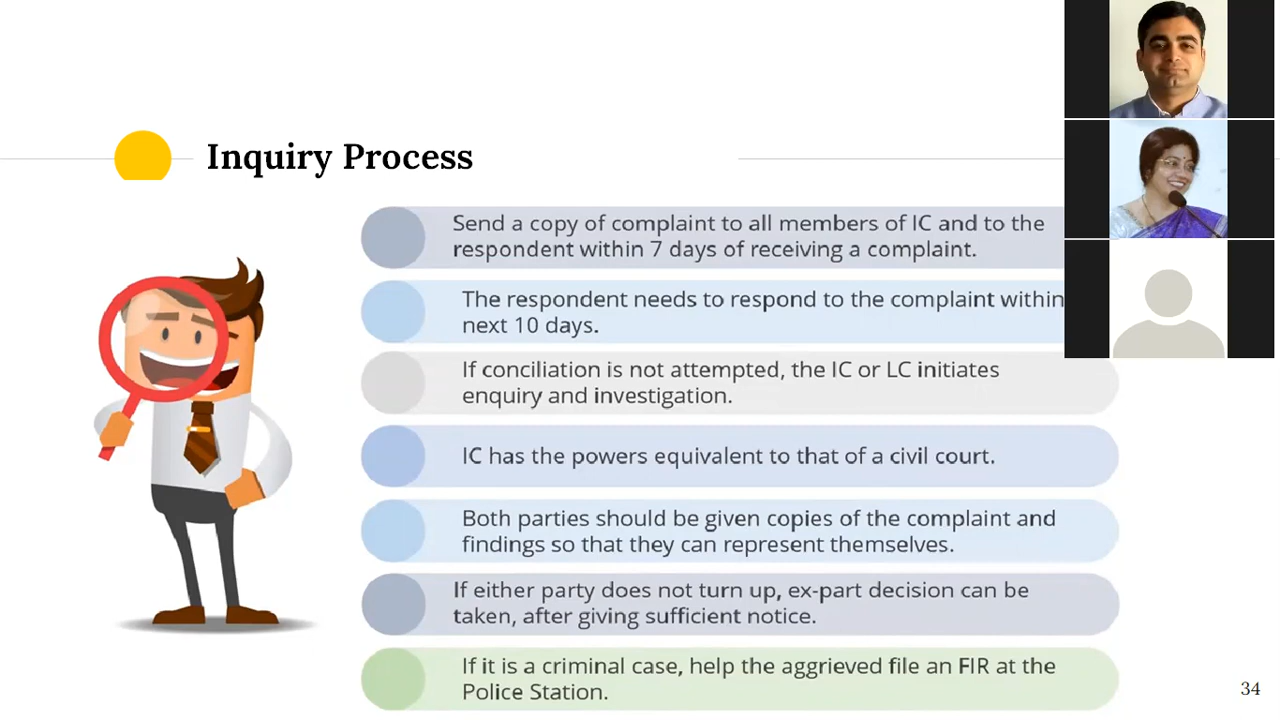 Inquiry Process
Send a copy of complaint to all members of IC and to the
respondent within 7 days of receiving a complaint.
The respondent needs to respond to the complaint within
next 10 days.
If conciliation is not attempted, the IC or LC initiates
enquiry and investigation.
IC has the powers equivalent to that of a civil court.
Both parties should be given copies of the complaint and
findings so that they can represent themselves.
If either party does not turn up, ex-part decision can be
taken, after giving sufficient notice.
If it is a criminal case, help the aggrieved file an FIR at the
Police Station.
34